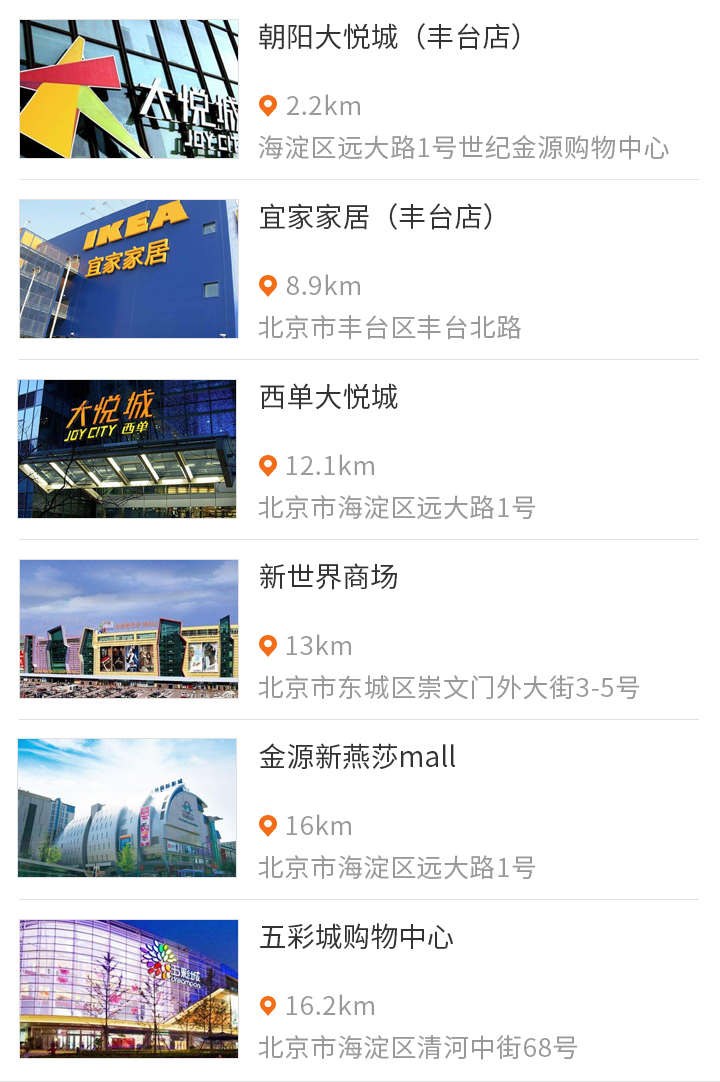 朝阳大悦城（丰台店）
大悦城
JOY CITY
2.2km
海淀区远大路1号世纪金源购物中心
宜家家居（丰台店）
IKEA
宜家家居
8.9km
北京市丰台区丰台北路
西单大悦城
大悦城
JOY CITY 西单
12.1km
北京市海淀区远大路1号
新世界商场
13km
北京市东城区崇文门外大街3-5号
金源新燕莎mall
16km
北京市海淀区远大路1号
五彩城购物中心
五彩城
16.2km
北京市海淀区清河中街68号